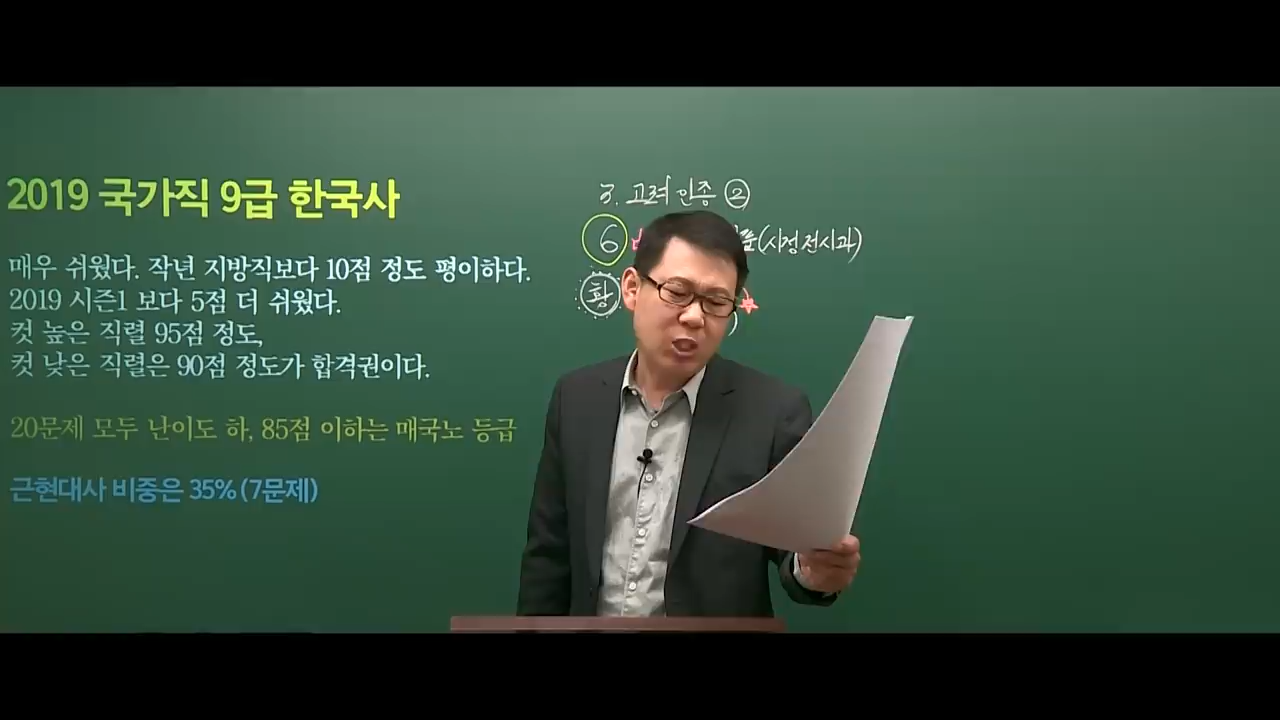 2019 국가직 9급 한국사
매우 쉬웠다. 작년 지방직보다 10점 정도 평이하다.
2019 시즌1 보다 5점 더 쉬웠다.
컷 높은 직렬 95점 정도,
컷 낮은 직렬은 90점 정도가 합격권이다.
20문제 모두 난이도 하, 85점 이하는 매국노 등급
근현대사 비중은 35% (7문제)
고려 인종 ②
6 (시정전시과)
황